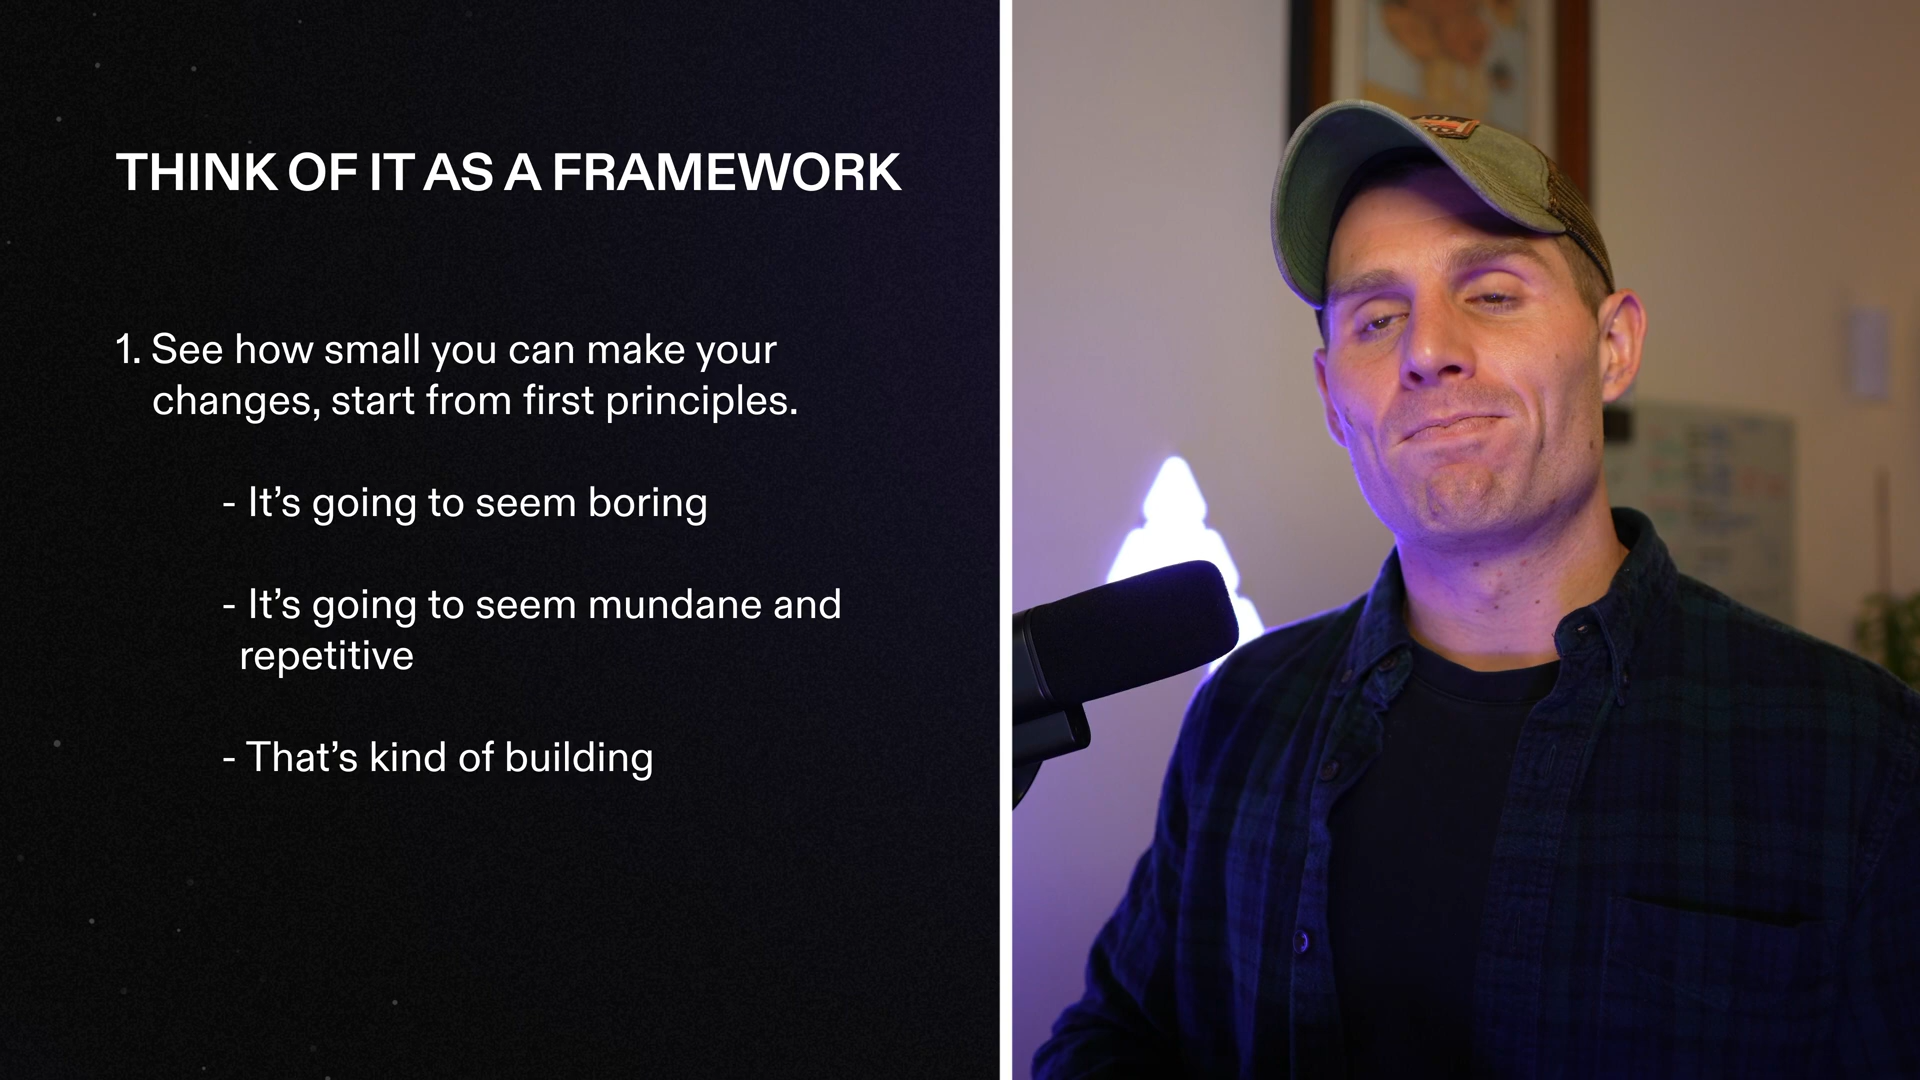 THINK OF IT AS A FRAMEWORK
1. See how small you can make your
changes, start from first principles.
- It’s going to seem boring
- It’s going to seem mundane and
repetitive
- That’s kind of building